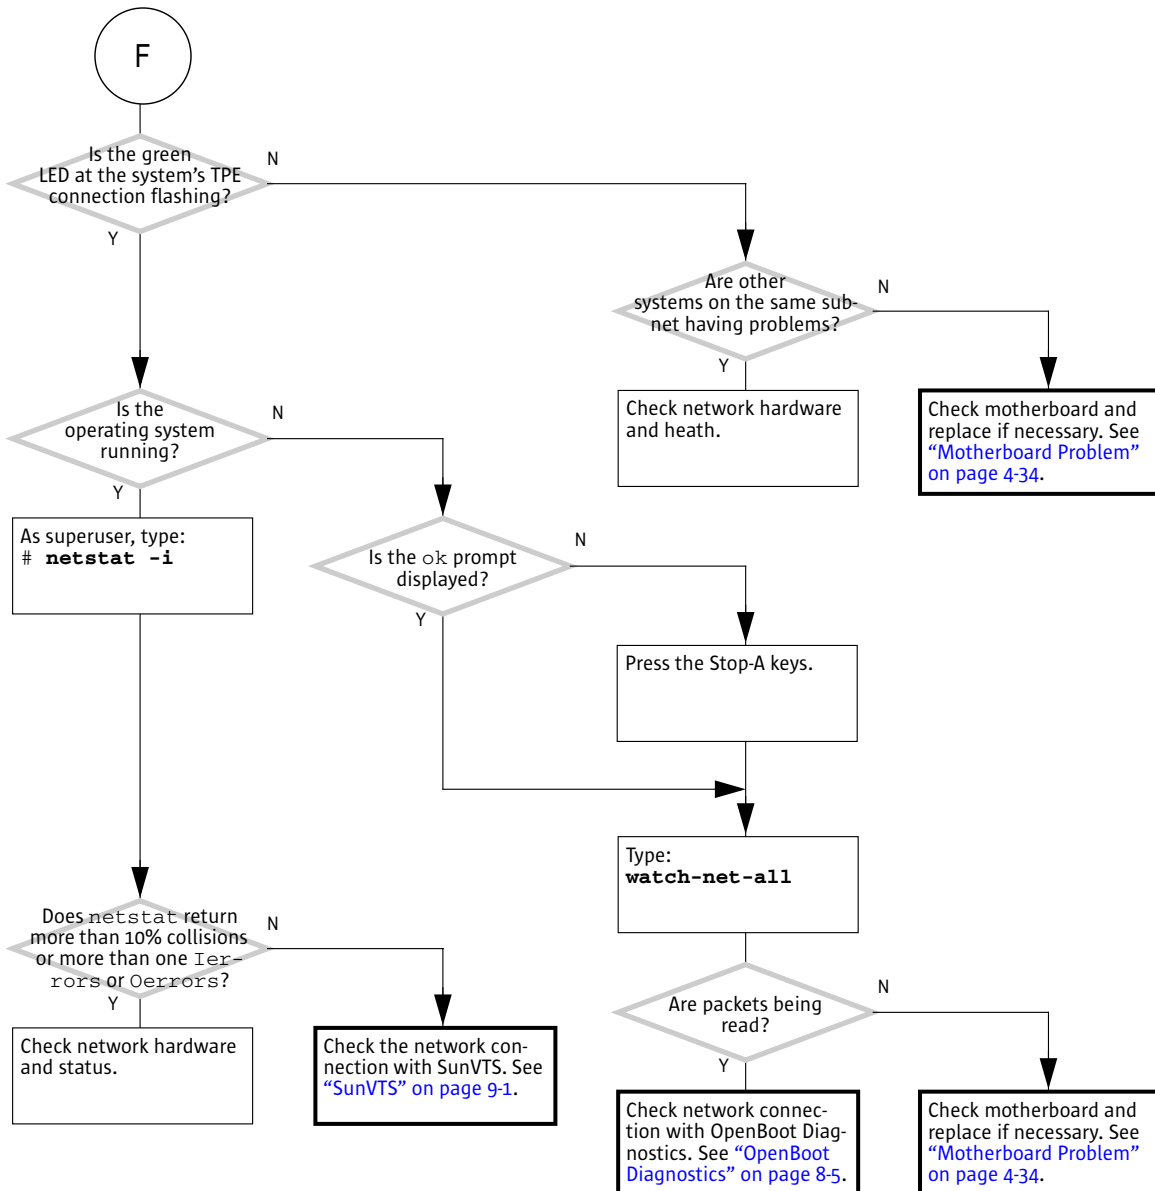 F
Is the green
LED at the system's TPE
connection flashing?
N
Y
Are other
systems on the same sub-
net having problems?
N
Y
Check network hardware
and heath.
Check motherboard and
replace if necessary. See
“Motherboard Problem”
on page 4-34.
Is the
operating system
running?
N
Y
As superuser, type:
# netstat -i
Is the ok prompt
displayed?
N
Y
Press the Stop-A keys.
Type:
watch-net-all
Does netstat return
more than 10% collisions
or more than one Ier-
rors or Oerrors?
N
Y
Check network hardware
and status.
Check the network con-
nection with SunVTS. See
“SunVTS” on page 9-1.
Are packets being
read?
N
Y
Check network connec-
tion with OpenBoot Diag-
nostics. See “OpenBoot
Diagnostics” on page 8-5.
Check motherboard and
replace if necessary. See
“Motherboard Problem”
on page 4-34.